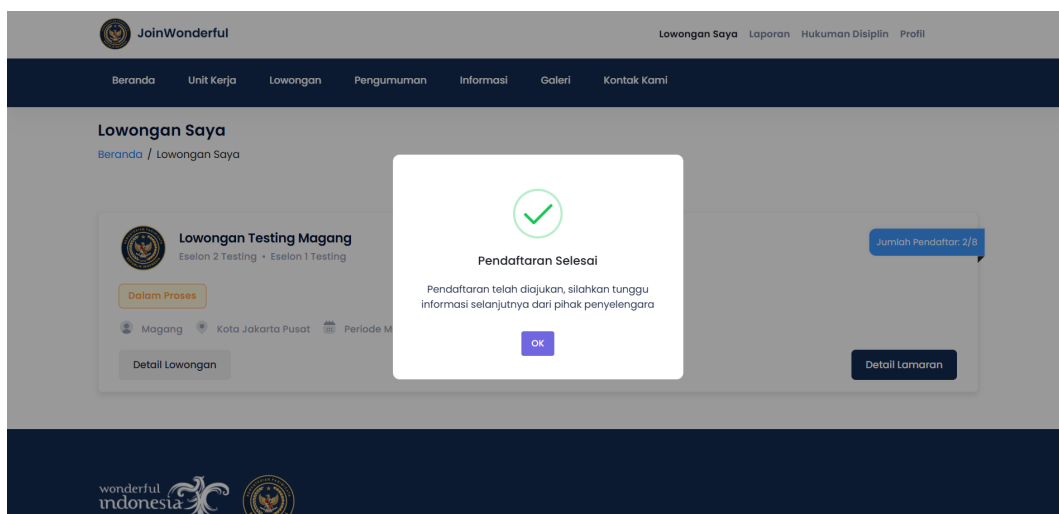 JoinWonderful
Lowongan Saya Laporan Hukuman Disiplin Profil
Beranda Unit Kerja Lowongan Pengumuman Informasi Galeri Kontak Kami
Lowongan Saya
Beranda / Lowongan Saya
Lowongan Testing Magang
Eselon 2 Testing • Eselon 1 Testing
Jumlah Pendaftar: 2/8
Dalam Proses
Magang Kota Jakarta Pusat Periode M
Detail Lowongan
Detail Lamaran
Pendaftaran Selesai
Pendaftaran telah diajukan, silahkan tunggu
informasi selanjutnya dari pihak penyelengara
OK
wonderful
indonesia